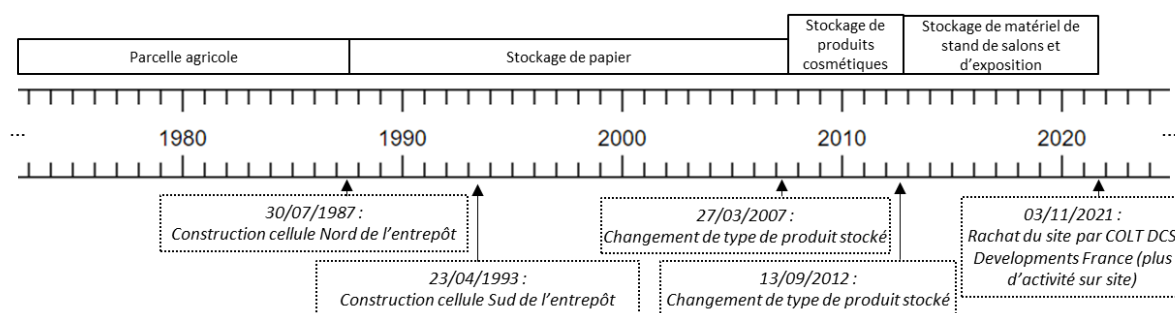 Parcelle agricole
Stockage de papier
Stockage de
produits
cosmétiques
Stockage de matériel de
stand de salons et
d'exposition
...
1980
1990
2000
2010
2020
...
30/07/1987 :
Construction cellule Nord de l'entrepôt
23/04/1993 :
Construction cellule Sud de l'entrepôt
27/03/2007 :
Changement de type de produit stocké
13/09/2012 :
Changement de type de produit stocké
03/11/2021 :
Rachat du site par COLT DCS
Developments France (plus
d'activité sur site)